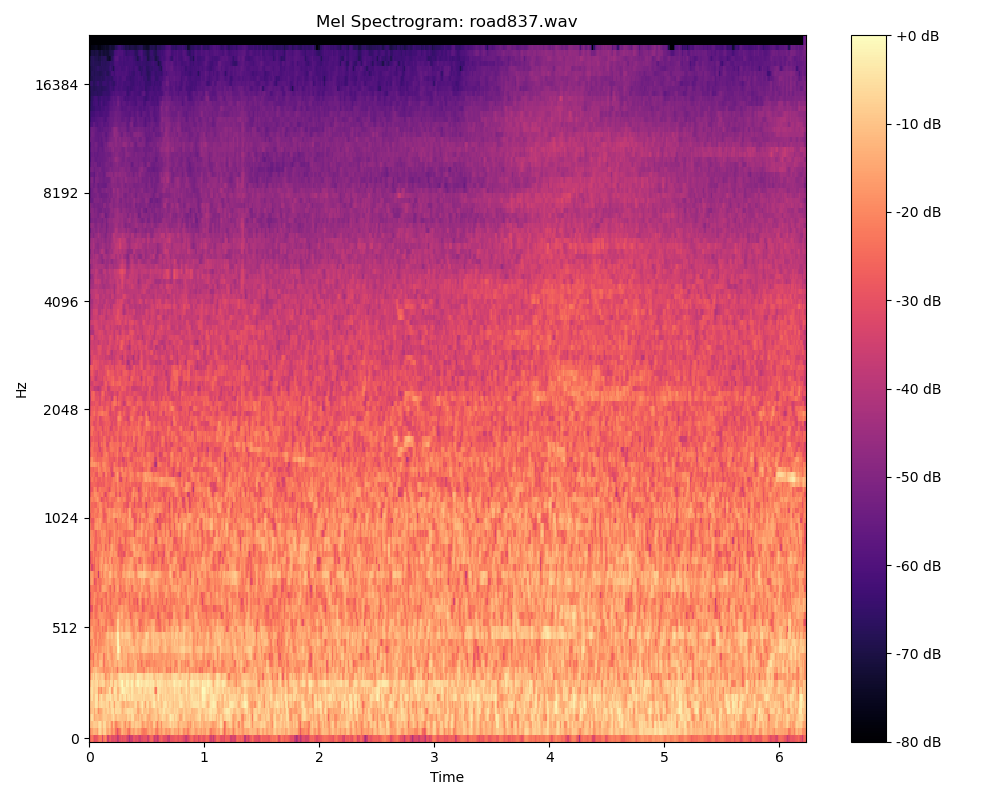 Mel Spectrogram: road837.wav
+0 dB
16384
-10 dB
8192
-20 dB
4096
-30 dB
Hz
2048
-40 dB
1024
-50 dB
512
-60 dB
0
-70 dB
-80 dB
0 1 2 3 4 5 6
Time